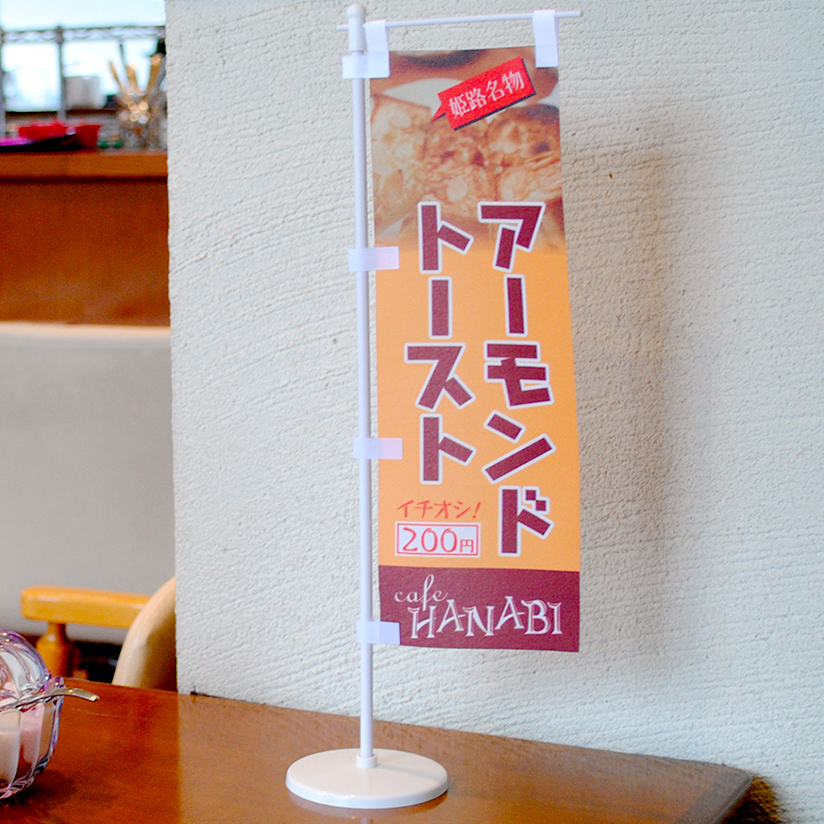 姫路名物
アーモンド
トースト
イチオシ!
200円
cafe
HANABI